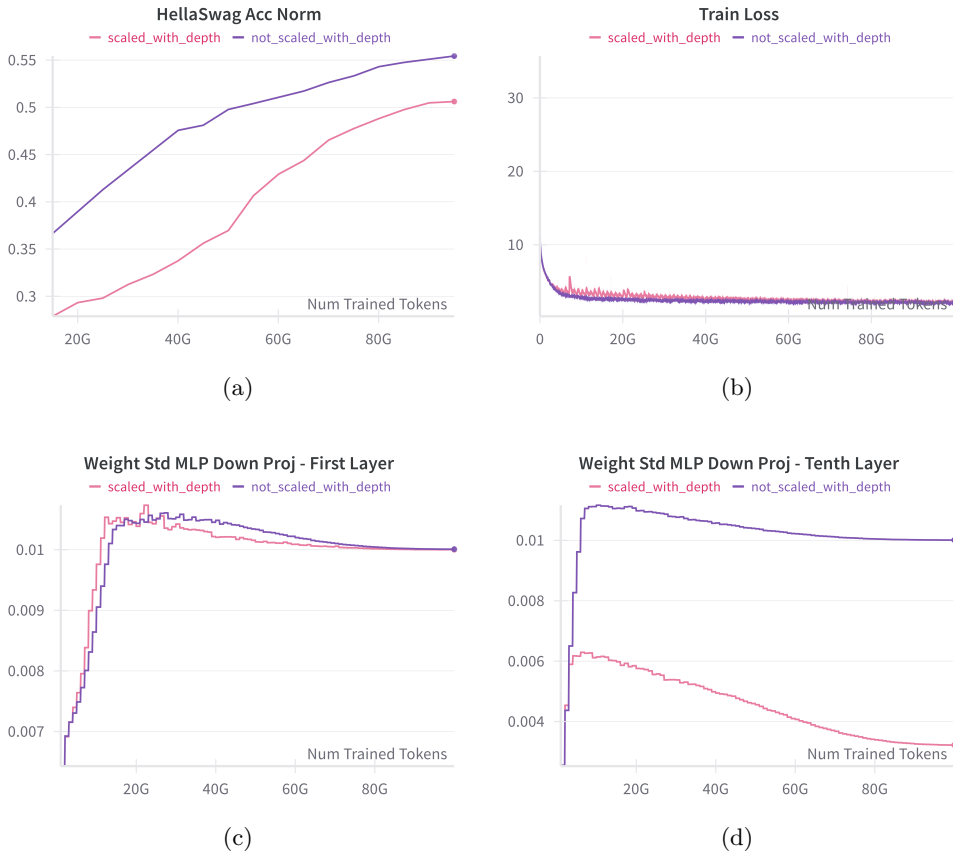 HellaSwag Acc Norm
scaled_with_depth not_scaled_with_depth
0.55
0.5
0.45
0.4
0.35
0.3
Num Trained Tokens
20G 40G 60G 80G
(a)
Train Loss
scaled_with_depth not_scaled_with_depth
30
20
10
Num Trained Tokens
0 20G 40G 60G 80G
(b)
Weight Std MLP Down Proj - First Layer
scaled_with_depth not_scaled_with_depth
0.01
0.009
0.008
0.007
Num Trained Tokens
20G 40G 60G 80G
(c)
Weight Std MLP Down Proj - Tenth Layer
scaled_with_depth not_scaled_with_depth
0.01
0.008
0.006
0.004
Num Trained Tokens
20G 40G 60G 80G
(d)